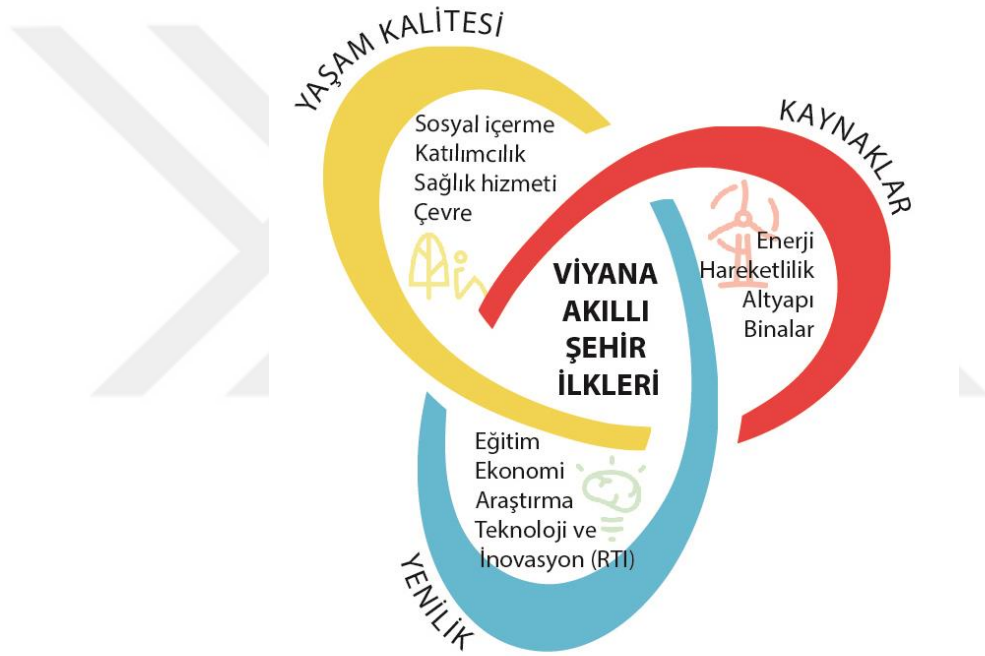 YAŞAM KALİTESİ
Sosyal içerme
Katılımcılık
Sağlık hizmeti
Çevre
KAYNAKLAR
Enerji
Hareketlilik
Altyapı
Binalar
VİYANA
AKILLI
ŞEHİR
İLKLERİ
Eğitim
Ekonomi
Araştırma
Teknoloji ve
İnovasyon (RTI)
YENİLİK